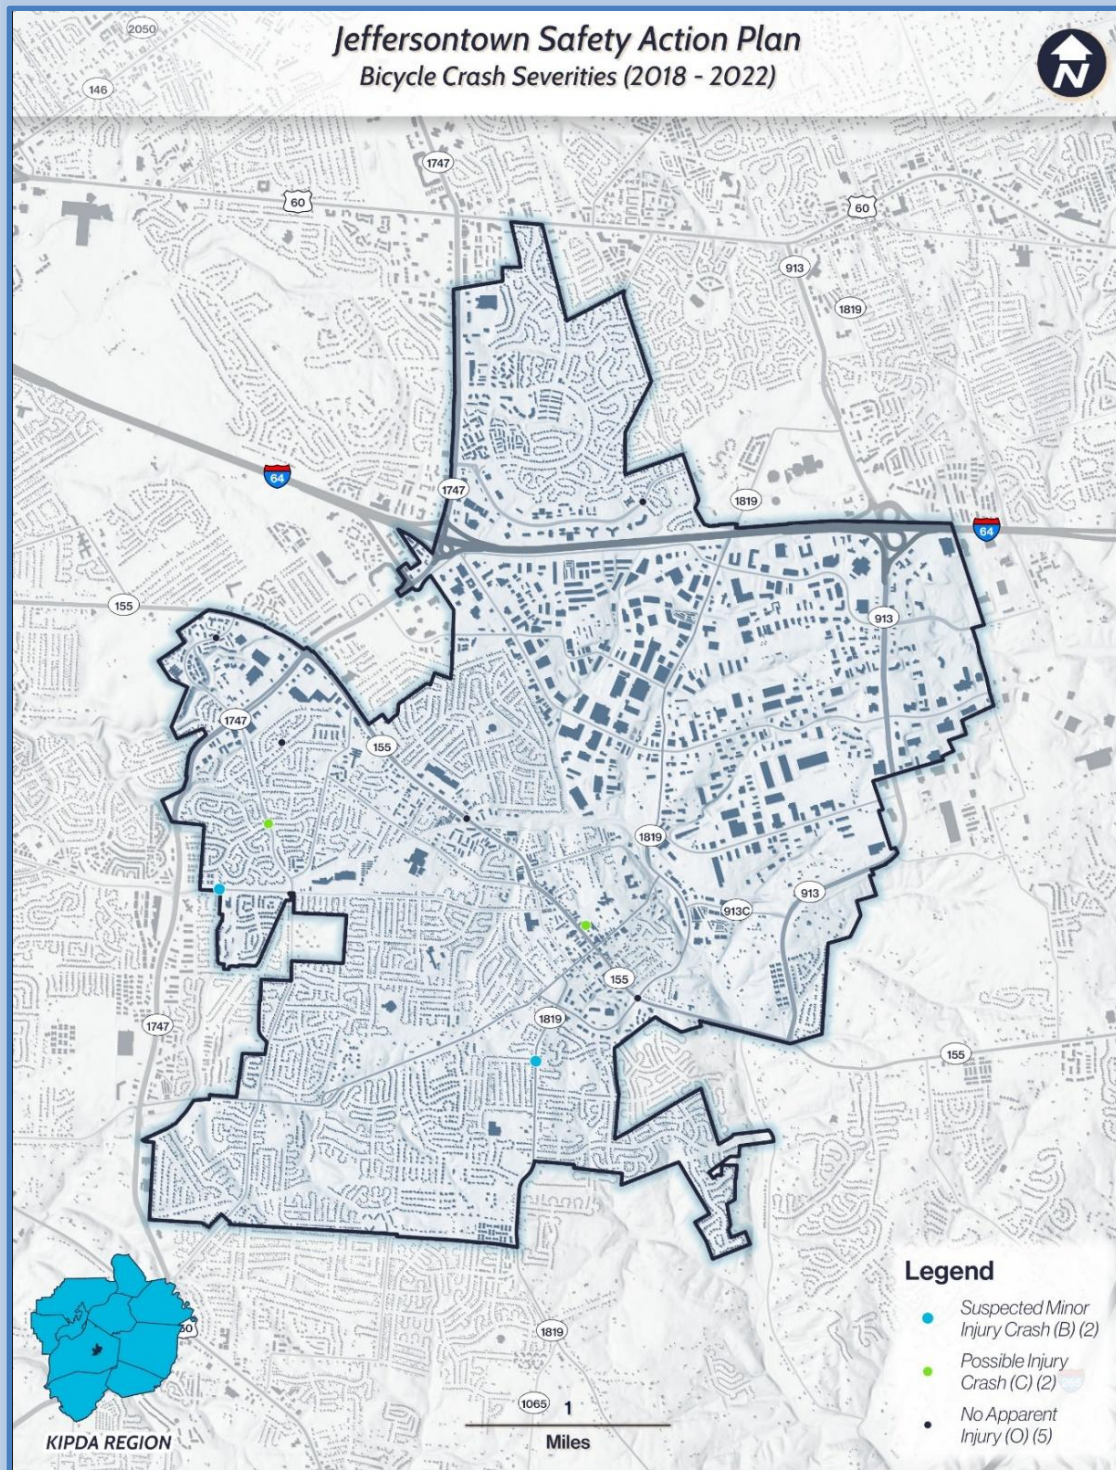 Jeffersontown Safety Action Plan
Bicycle Crash Severities (2018 - 2022)
N
2050
146
1747
60
60
913
1819
64
1747
1819
64
155
913
1747
155
1819
913
913C
155
1819
1747
155
Legend
Suspected Minor
Injury Crash (B) (2)
1819
Possible Injury
Crash (C) (2)
1065
1
Miles
No Apparent
Injury (O) (5)
KIPDA REGION